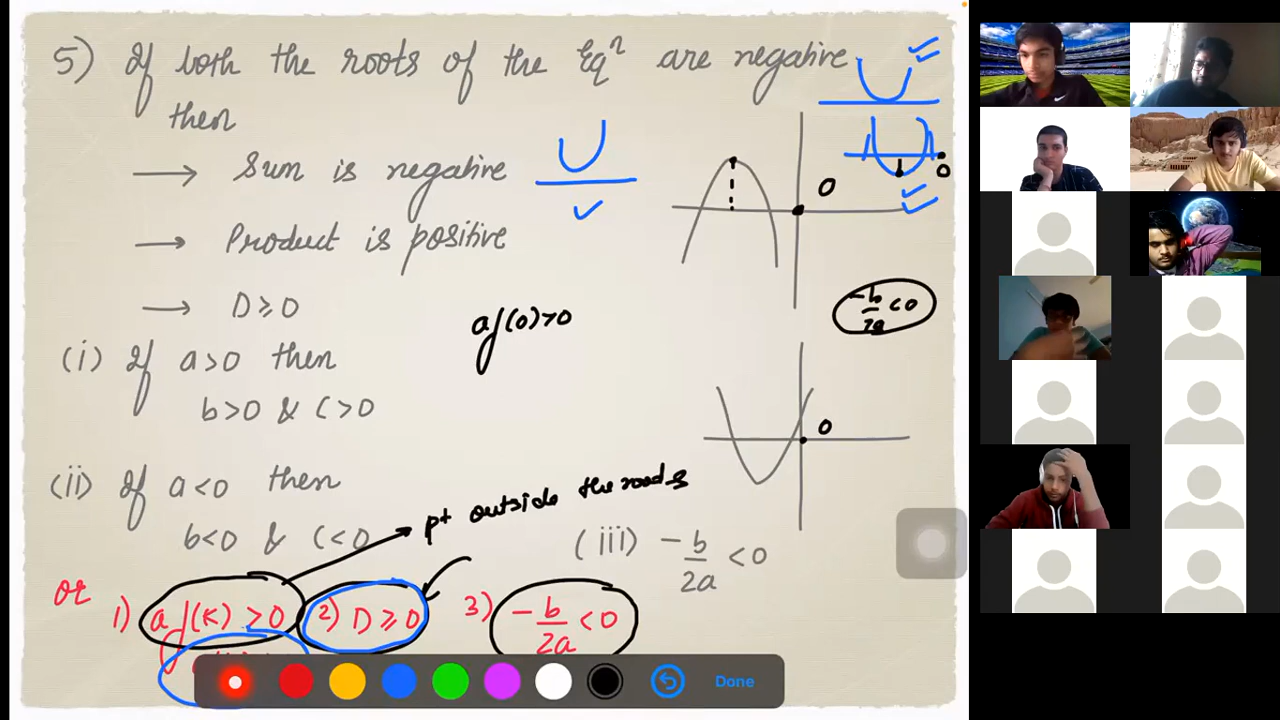 5) If both the roots of the Eqⁿ are negative
then
→ Sum is negative
→ Product is positive
→ D ≥ 0
a f(0) > 0
(i) If a > 0 then
b > 0 & C > 0
(ii) If a < 0 then
b < 0 & C < 0
→ pt outside the roots
(iii) -b/2a < 0
or
1) a f(K) > 0 2) D ≥ 0 3) -b/2a < 0
0
0
-b/2a < 0
0
Done